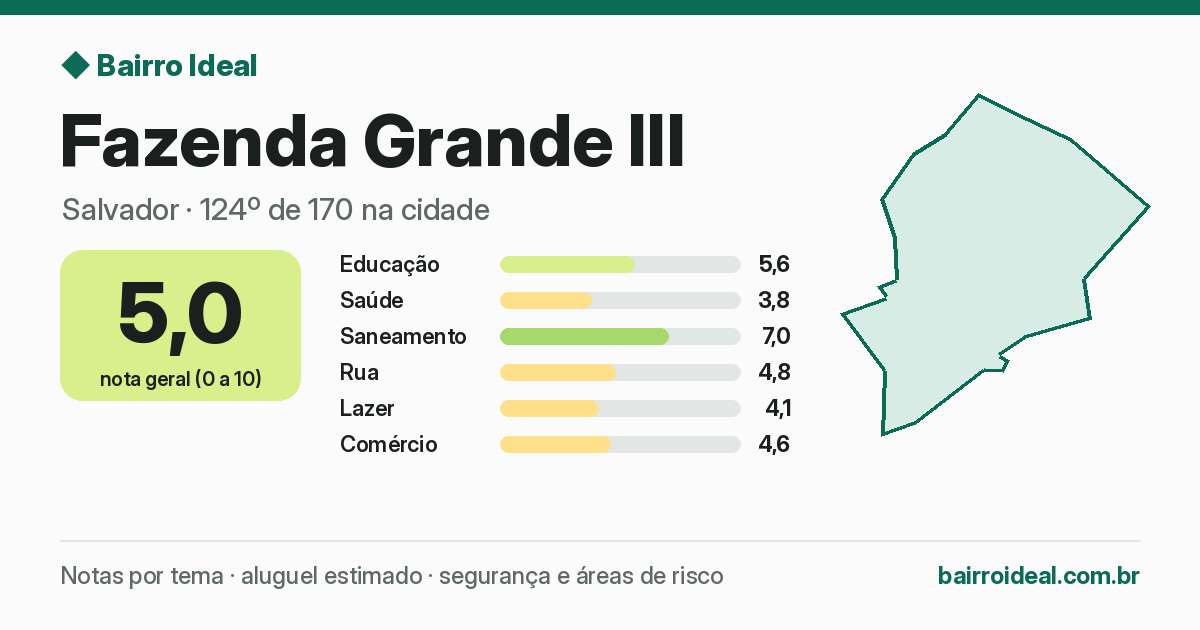 Bairro Ideal
Fazenda Grande III
Salvador · 124º de 170 na cidade
5,0
nota geral (0 a 10)
Educação 5,6
Saúde 3,8
Saneamento 7,0
Rua 4,8
Lazer 4,1
Comércio 4,6
Notas por tema · aluguel estimado · segurança e áreas de risco
bairroideal.com.br